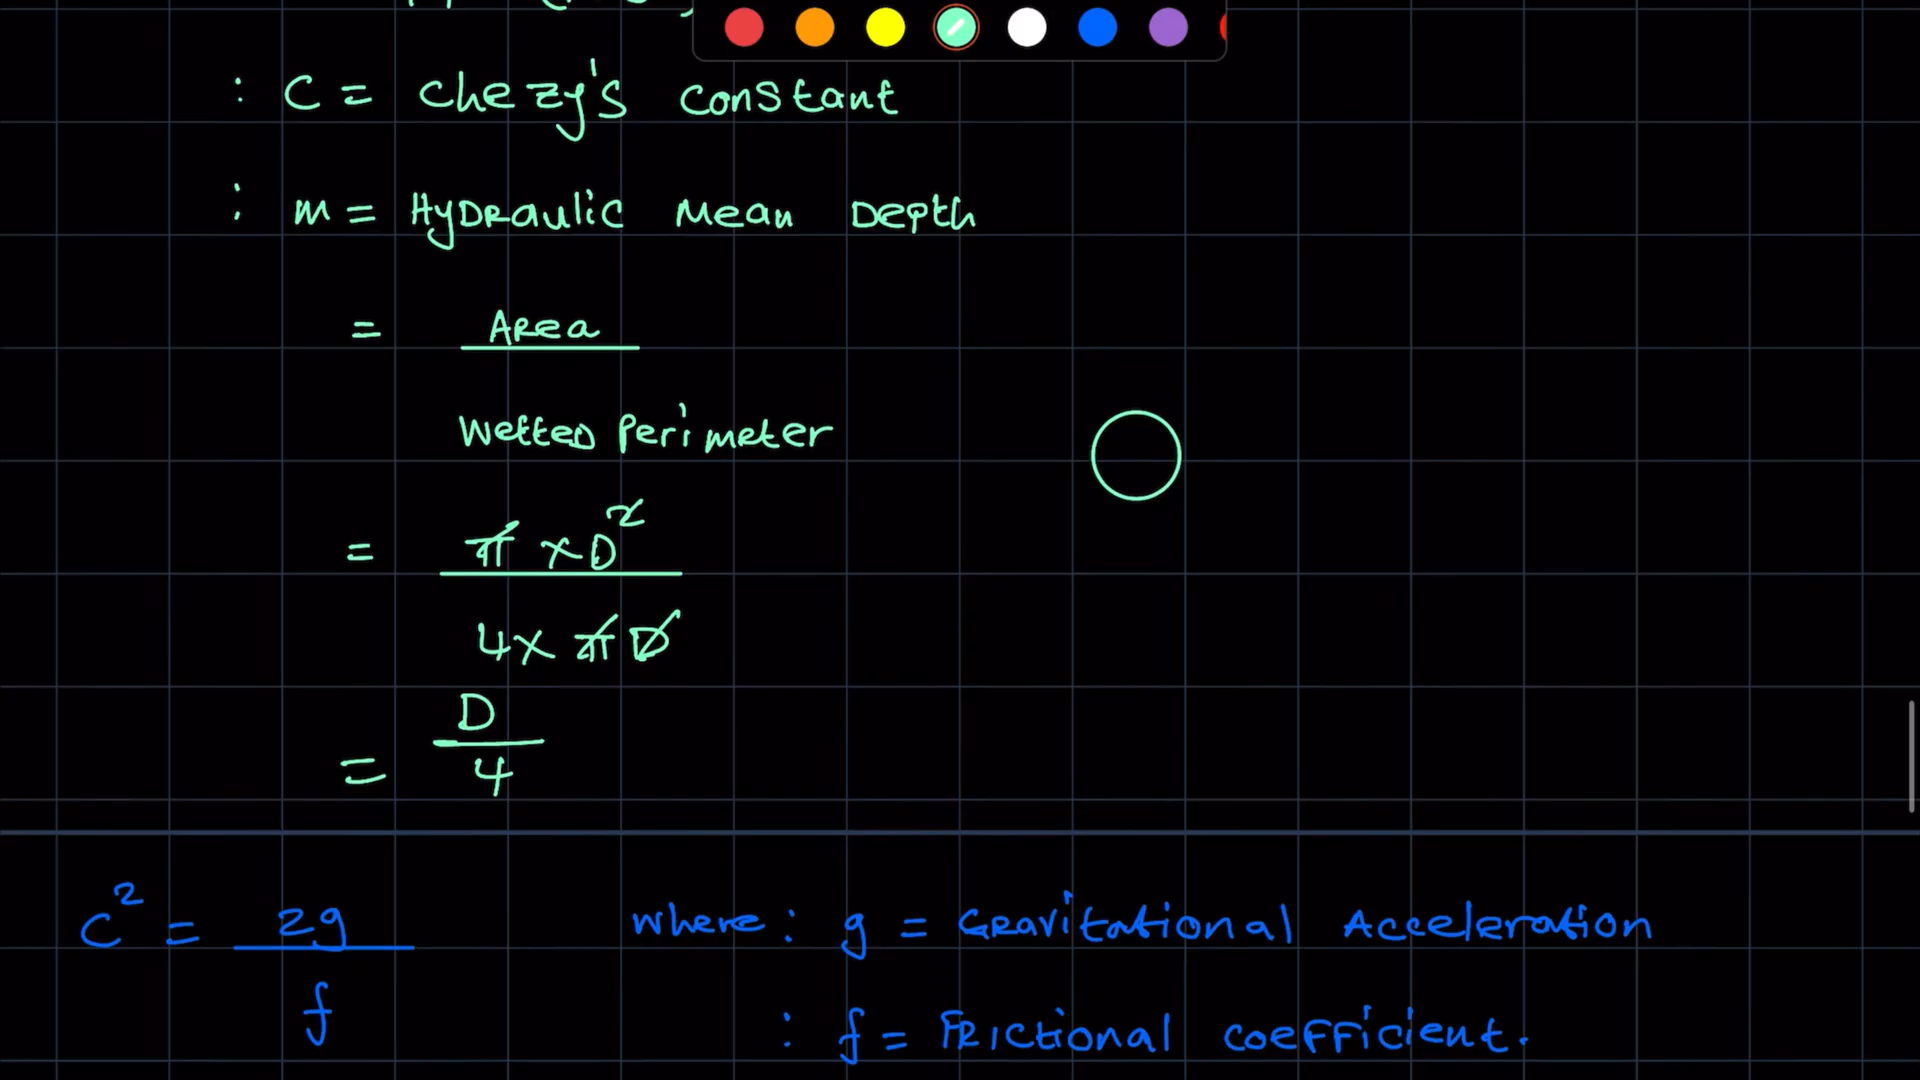 : C = Chezy's constant
: m = Hydraulic Mean Depth
= Area
Wetted Perimeter
= π × D²
4 × π D
= D
4
C² = 2g where : g = Gravitational Acceleration
f : f = Frictional coefficient.